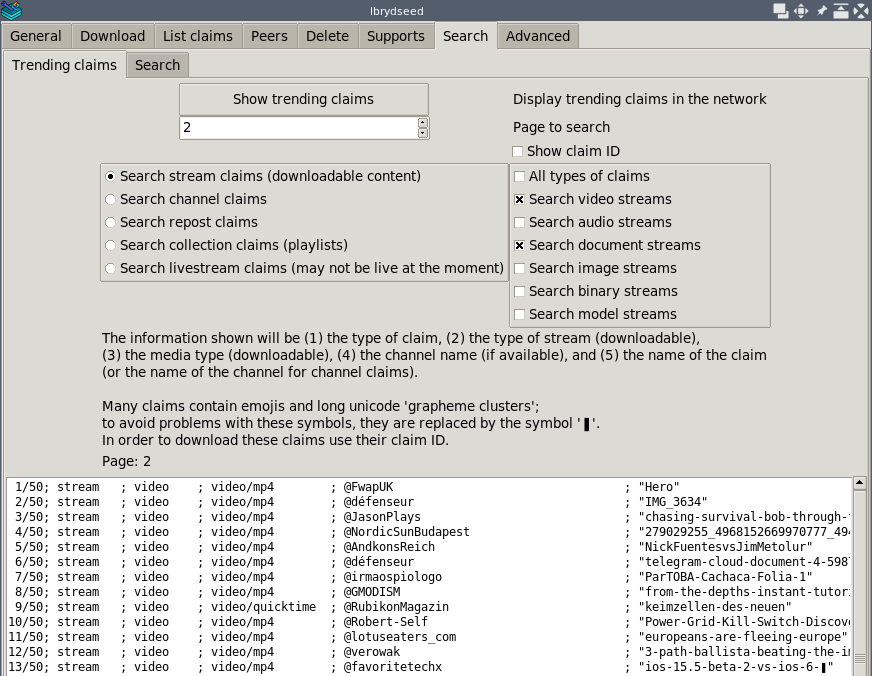 lbrydseed
General Download List claims Peers Delete Supports Search Advanced
Trending claims Search
Show trending claims Display trending claims in the network
2 Page to search
Show claim ID
Search stream claims (downloadable content) All types of claims
Search channel claims Search video streams
Search repost claims Search audio streams
Search collection claims (playlists) Search document streams
Search livestream claims (may not be live at the moment) Search image streams
Search binary streams
Search model streams
The information shown will be (1) the type of claim, (2) the type of stream (downloadable),
(3) the media type (downloadable), (4) the channel name (if available), and (5) the name of the claim
(or the name of the channel for channel claims).
Many claims contain emojis and long unicode 'grapheme clusters';
to avoid problems with these symbols, they are replaced by the symbol '❚'.
In order to download these claims use their claim ID.
Page: 2
1/50; stream ; video ; video/mp4 ; @FwapUK ; "Hero"
2/50; stream ; video ; video/mp4 ; @défenseur ; "IMG_3634"
3/50; stream ; video ; video/mp4 ; @JasonPlays ; "chasing-survival-bob-through-
4/50; stream ; video ; video/mp4 ; @NordicSunBudapest ; "279029255_4968152669970777_494
5/50; stream ; video ; video/mp4 ; @AndkonsReich ; "NickFuentesvsJimMetolur"
6/50; stream ; video ; video/mp4 ; @défenseur ; "telegram-cloud-document-4-598
7/50; stream ; video ; video/mp4 ; @irmaospiologo ; "ParTOBA-Cachaca-Folia-1"
8/50; stream ; video ; video/mp4 ; @GMODISM ; "from-the-depths-instant-tutor
9/50; stream ; video ; video/quicktime ; @RubikonMagazin ; "keimzellen-des-neuen"
10/50; stream ; video ; video/mp4 ; @Robert-Self ; "Power-Grid-Kill-Switch-Discov
11/50; stream ; video ; video/mp4 ; @lotuseaters_com ; "europeans-are-fleeing-europe"
12/50; stream ; video ; video/mp4 ; @verowak ; "3-path-ballista-beating-the-i
13/50; stream ; video ; video/mp4 ; @favoritetechx ; "ios-15.5-beta-2-vs-ios-6-❚"